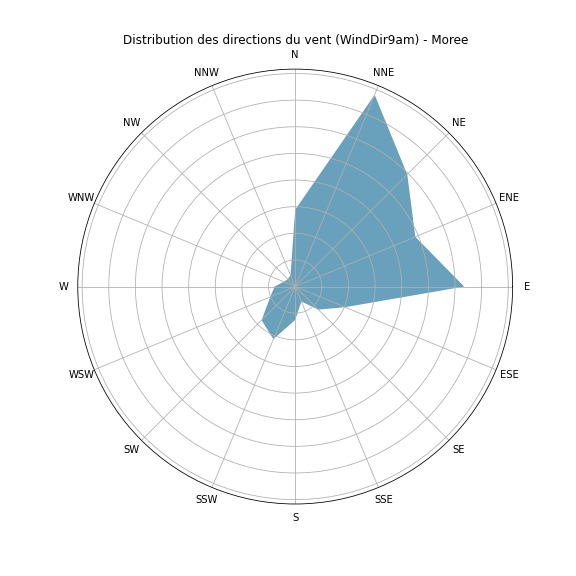 Distribution des directions du vent (WindDir9am) - Moree
N
NNW
NNE
NW
NE
WNW
ENE
W
E
WSW
ESE
SW
SE
SSW
SSE
S